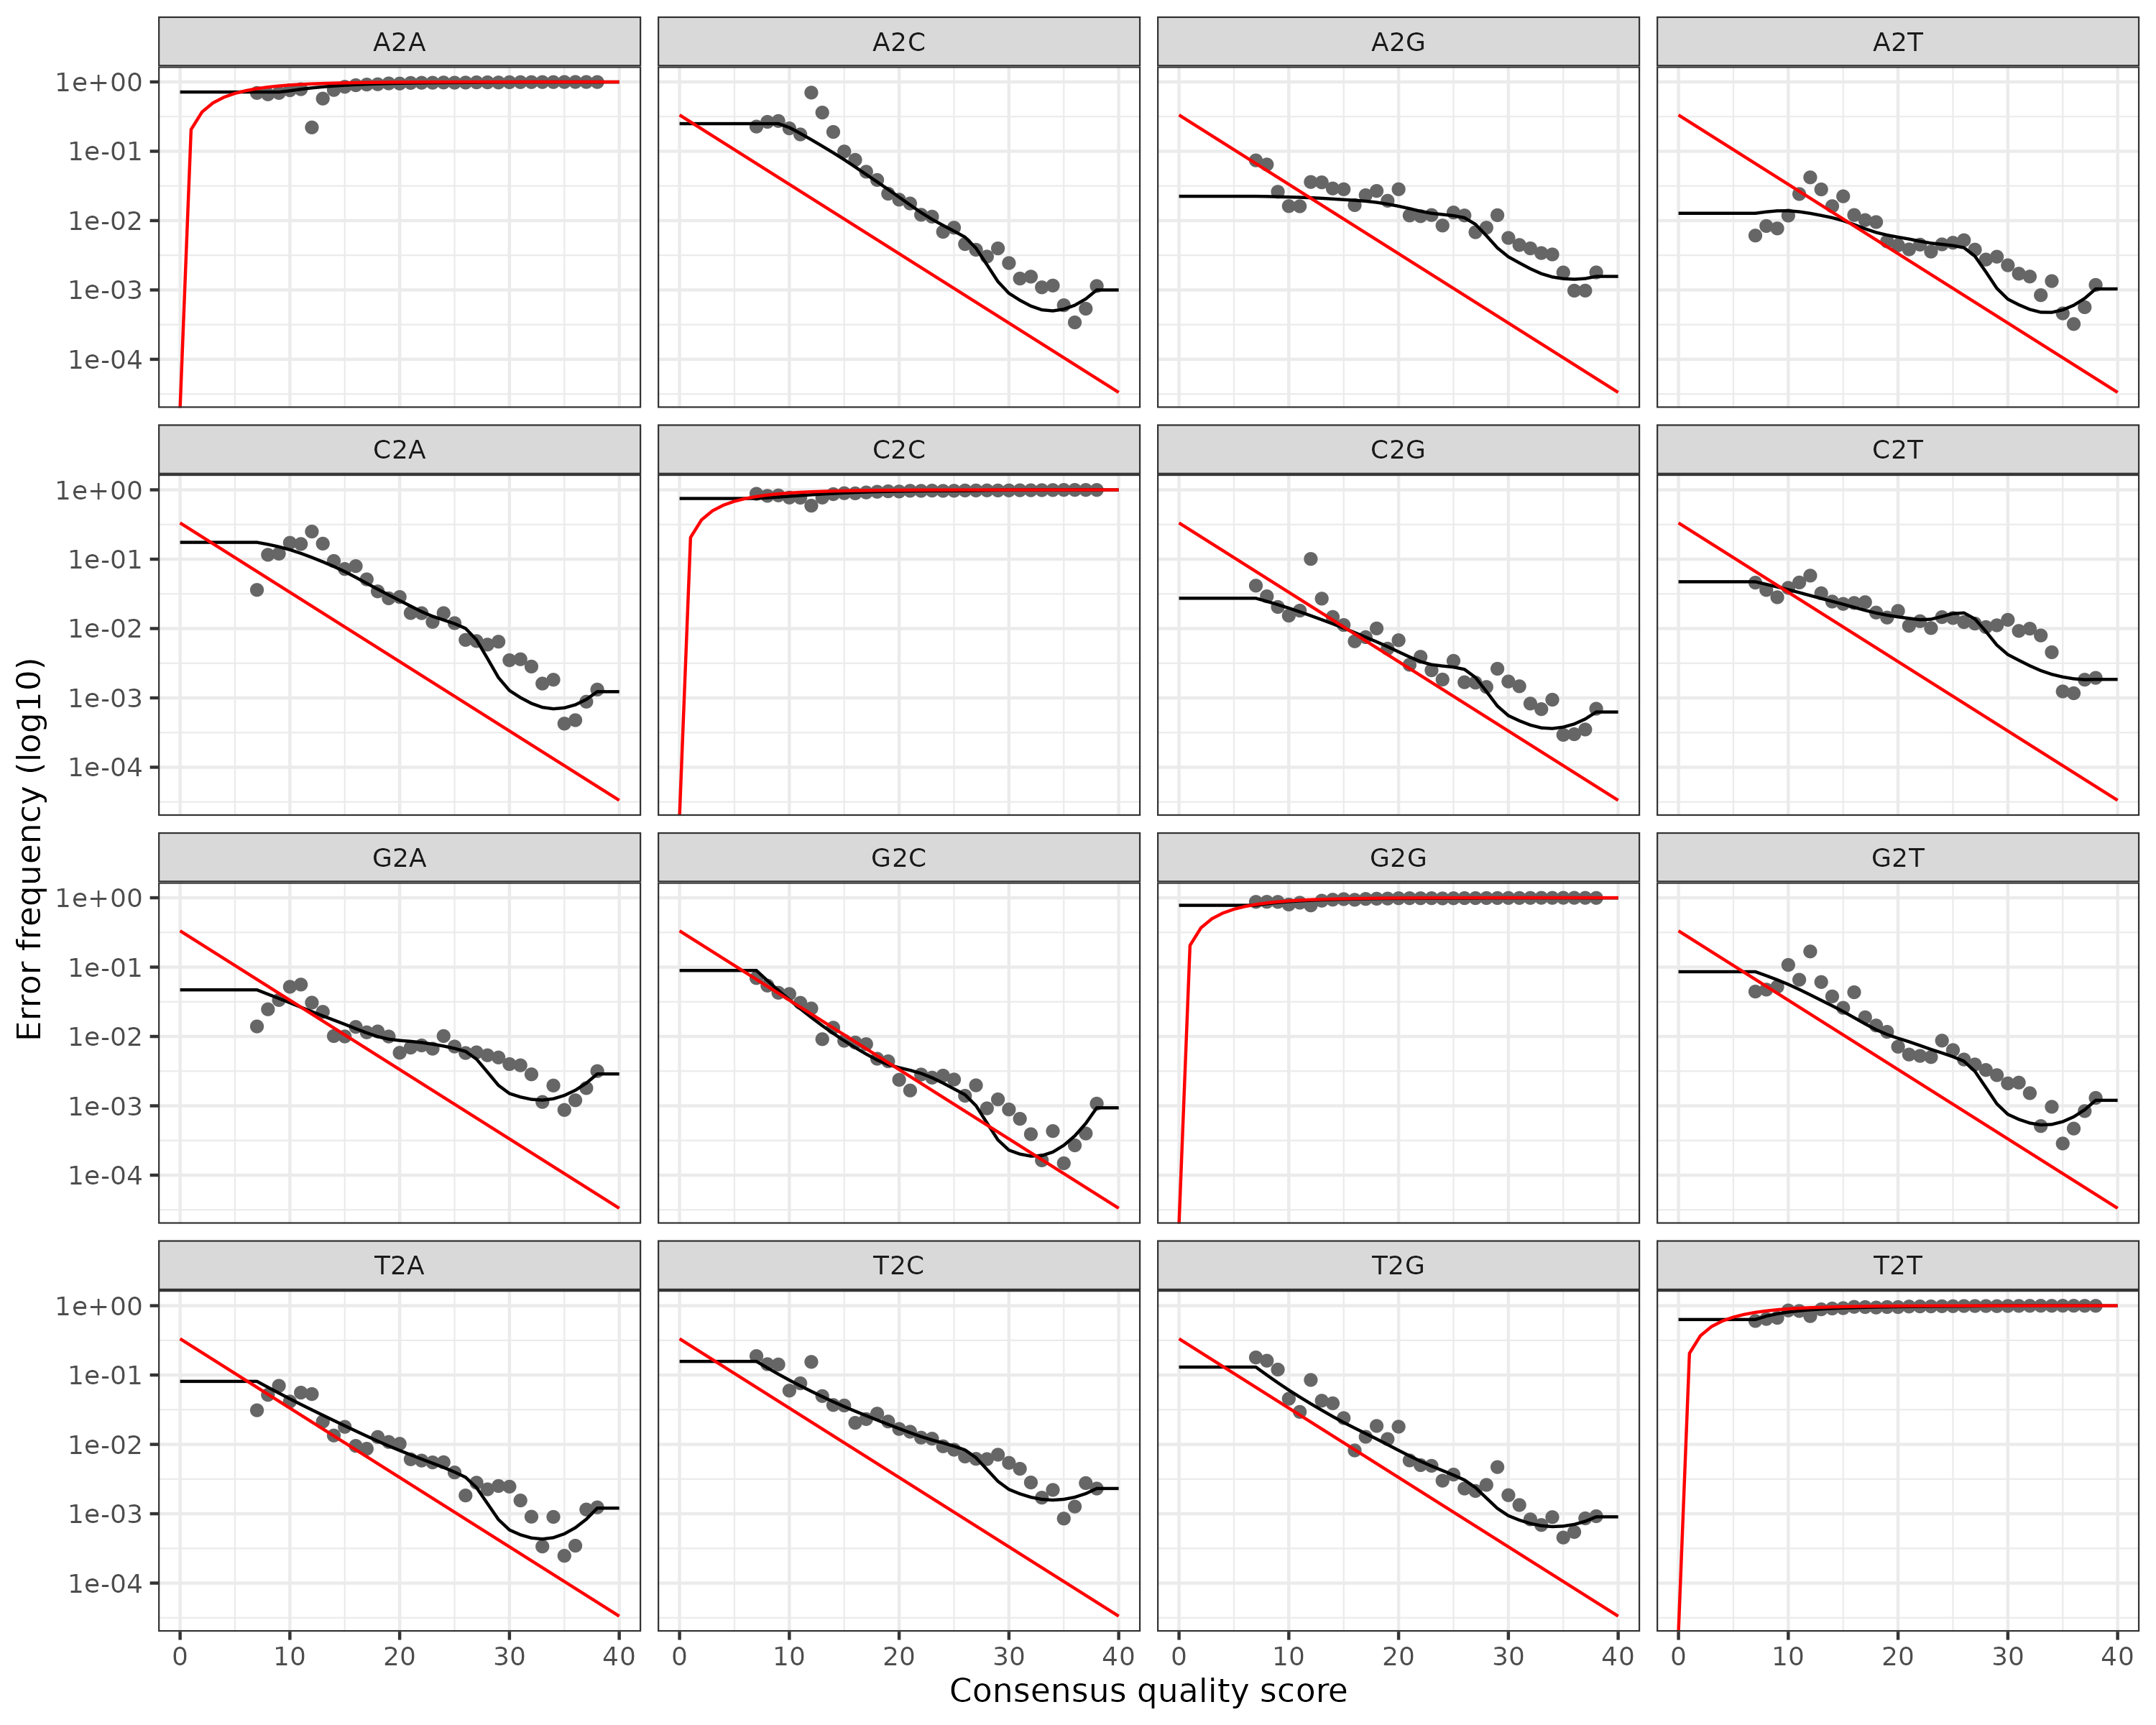 A2A A2C A2G A2T
1e+00
1e-01
1e-02
1e-03
1e-04
C2A C2C C2G C2T
1e+00
1e-01
1e-02
1e-03
1e-04
G2A G2C G2G G2T
1e+00
1e-01
1e-02
1e-03
1e-04
T2A T2C T2G T2T
1e+00
1e-01
1e-02
1e-03
1e-04
0 10 20 30 40 0 10 20 30 40 0 10 20 30 40 0 10 20 30 40
Consensus quality score
Error frequency (log10)